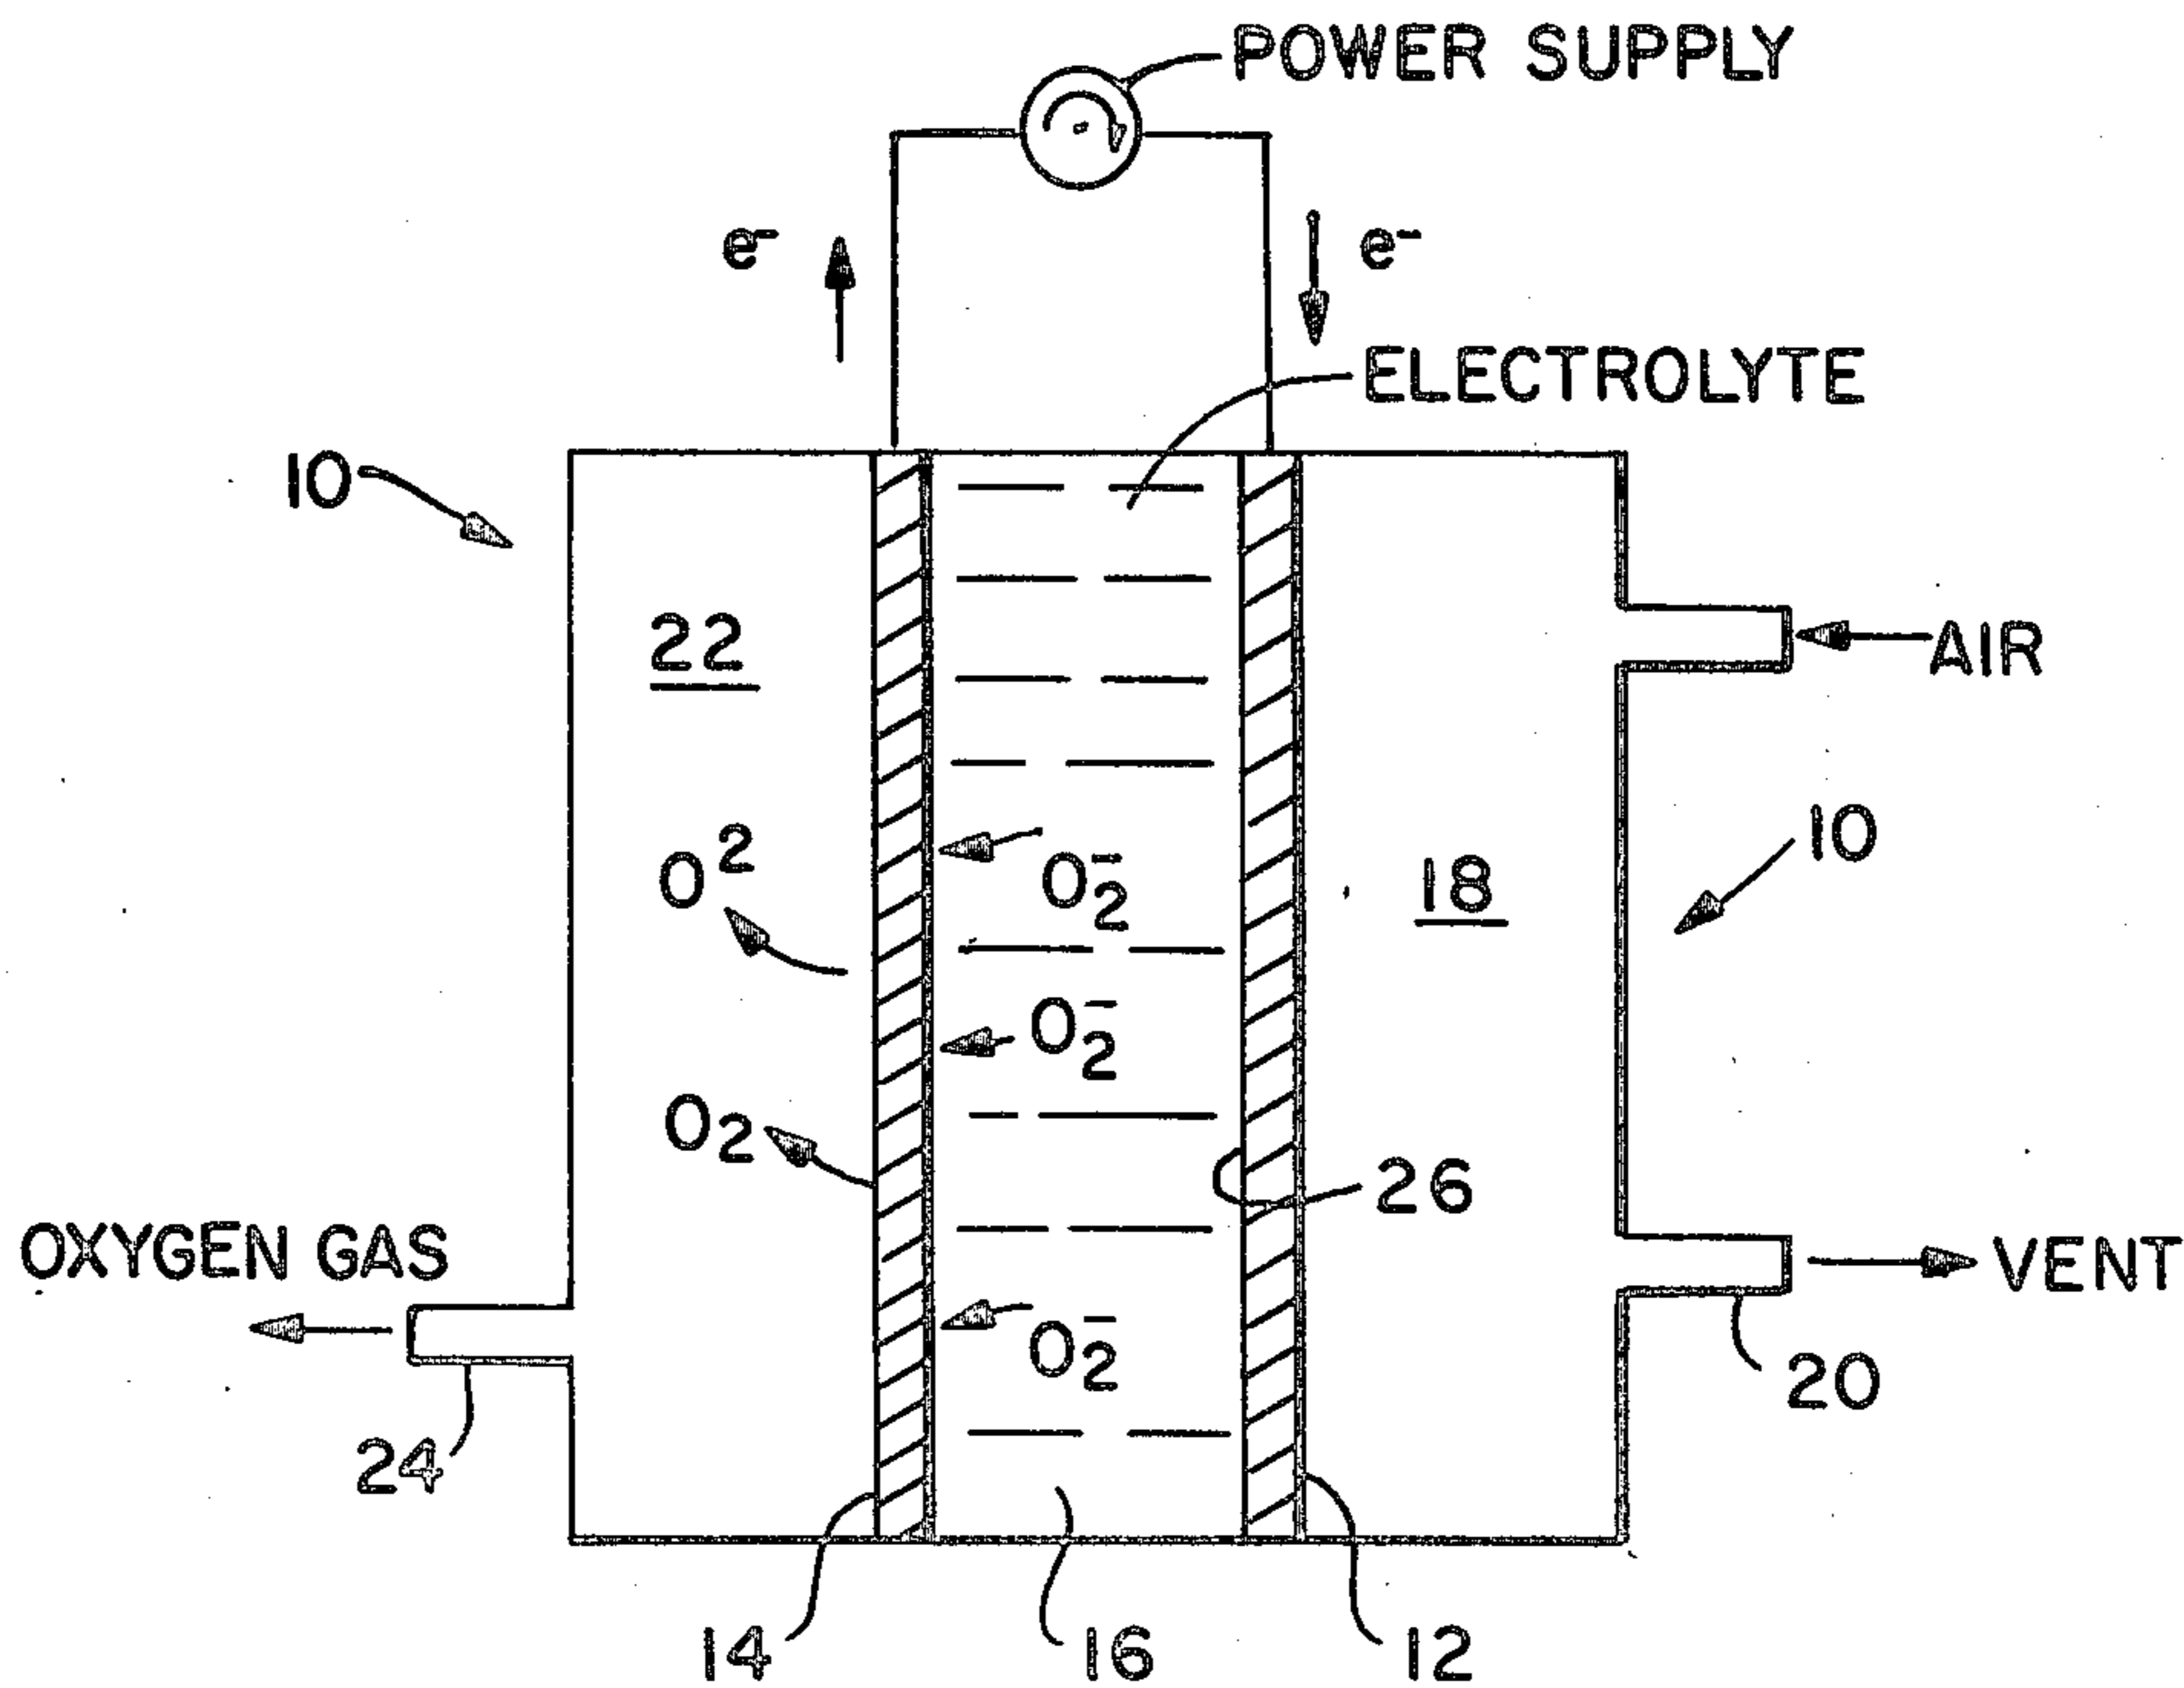 POWER SUPPLY
e⁻
e⁻
ELECTROLYTE
10
22
AIR
O²
O₂⁻
18
10
O₂⁻
O₂
26
OXYGEN GAS
VENT
O₂⁻
20
24
14
16
12